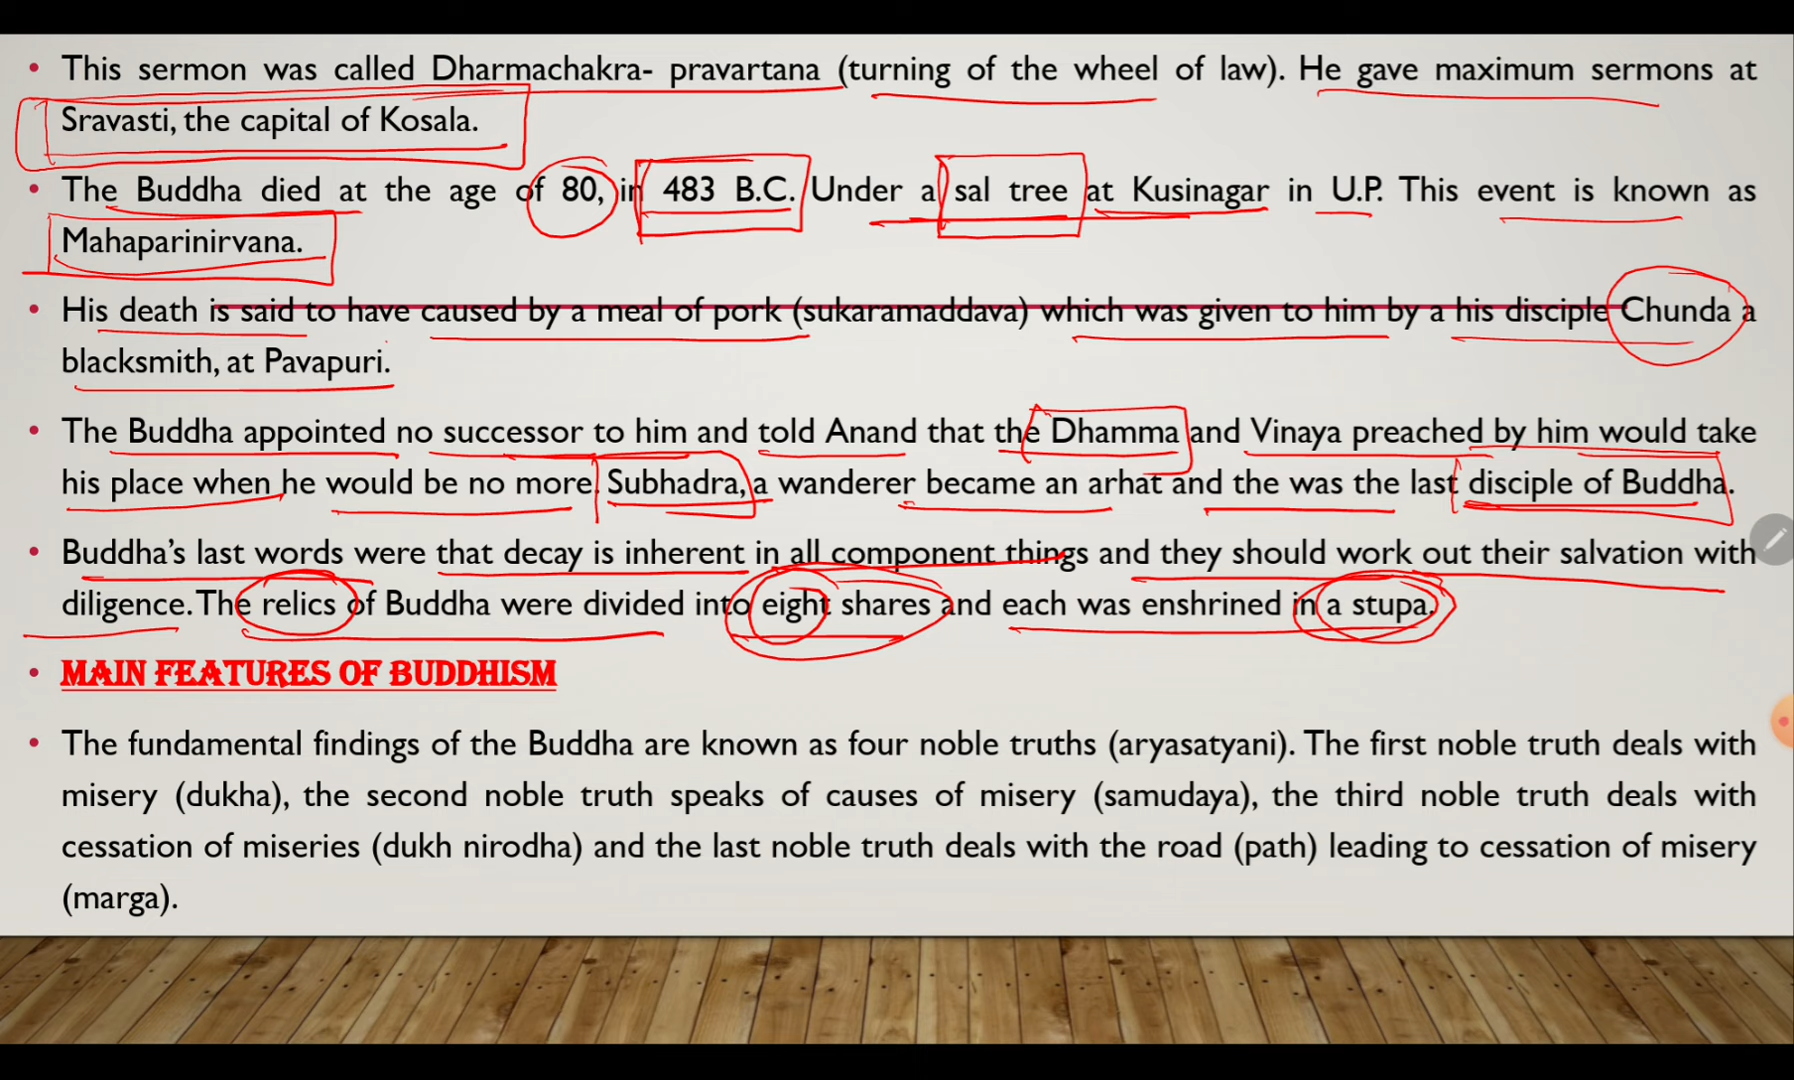 • This sermon was called Dharmachakra- pravartana (turning of the wheel of law). He gave maximum sermons at
Sravasti, the capital of Kosala.
• The Buddha died at the age of 80, in 483 B.C. Under a sal tree at Kusinagar in U.P. This event is known as
Mahaparinirvana.
• His death is said to have caused by a meal of pork (sukaramaddava) which was given to him by a his disciple Chunda a
blacksmith, at Pavapuri.
• The Buddha appointed no successor to him and told Anand that the Dhamma and Vinaya preached by him would take
his place when he would be no more. Subhadra, a wanderer became an arhat and the was the last disciple of Buddha.
• Buddha's last words were that decay is inherent in all component things and they should work out their salvation with
diligence. The relics of Buddha were divided into eight shares and each was enshrined in a stupa.
• MAIN FEATURES OF BUDDHISM
• The fundamental findings of the Buddha are known as four noble truths (aryasatyani). The first noble truth deals with
misery (dukha), the second noble truth speaks of causes of misery (samudaya), the third noble truth deals with
cessation of miseries (dukh nirodha) and the last noble truth deals with the road (path) leading to cessation of misery
(marga).